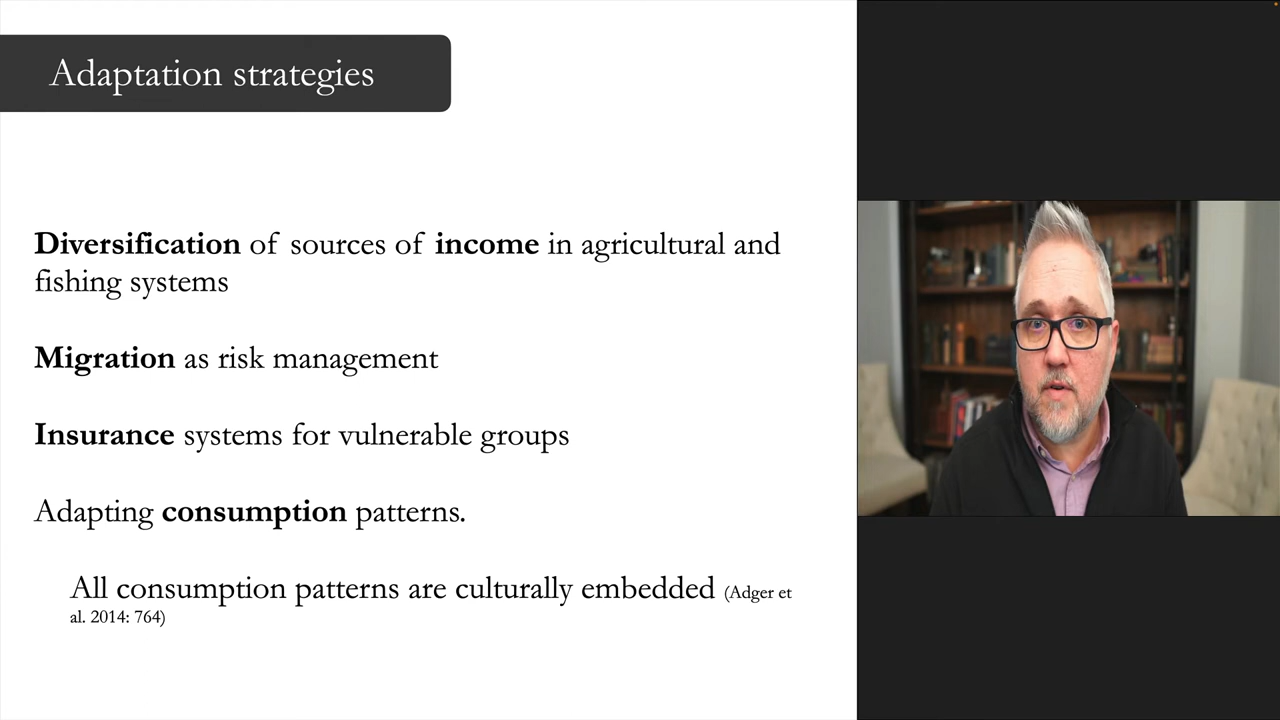 Adaptation strategies
Diversification of sources of income in agricultural and
fishing systems
Migration as risk management
Insurance systems for vulnerable groups
Adapting consumption patterns.
All consumption patterns are culturally embedded (Adger et
al. 2014: 764)